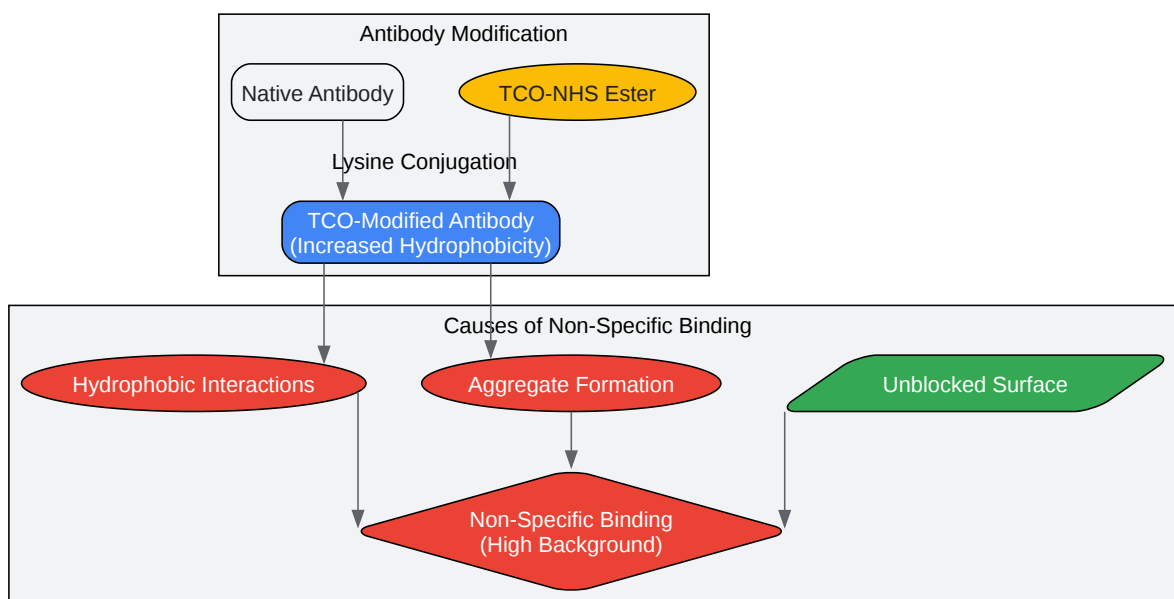 Antibody Modification
Native Antibody
TCO-NHS Ester
Lysine Conjugation
TCO-Modified Antibody
(Increased Hydrophobicity)
Causes of Non-Specific Binding
Hydrophobic Interactions
Aggregate Formation
Unblocked Surface
Non-Specific Binding
(High Background)